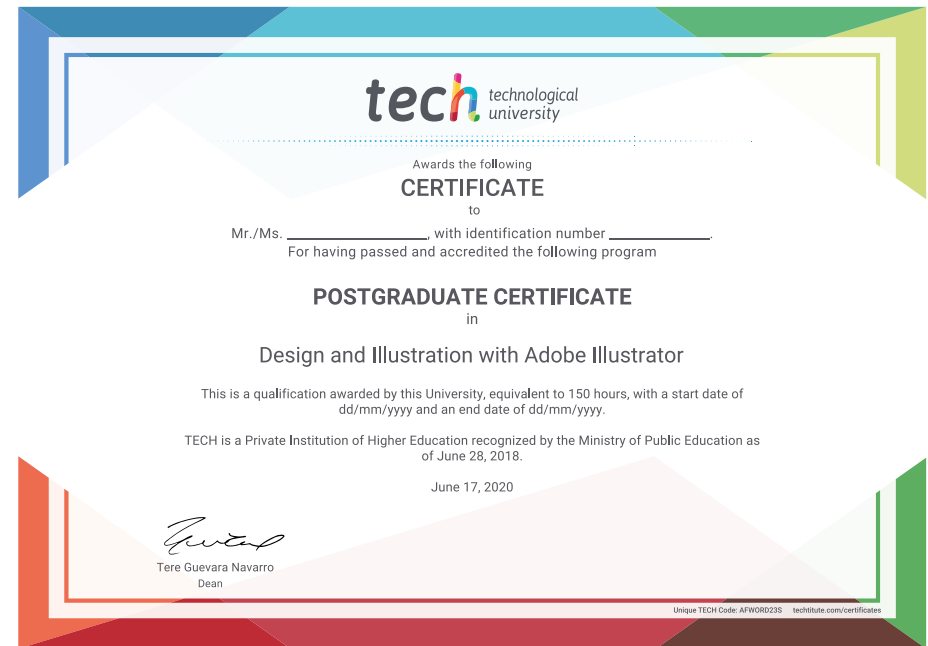 tech technological
university
Awards the following
CERTIFICATE
to
Mr./Ms. ____________________, with identification number ______________.
For having passed and accredited the following program
POSTGRADUATE CERTIFICATE
in
Design and Illustration with Adobe Illustrator
This is a qualification awarded by this University, equivalent to 150 hours, with a start date of
dd/mm/yyyy and an end date of dd/mm/yyyy.
TECH is a Private Institution of Higher Education recognized by the Ministry of Public Education as
of June 28, 2018.
June 17, 2020
Tere Guevara Navarro
Dean
Unique TECH Code: AFWORD23S techtitute.com/certificates